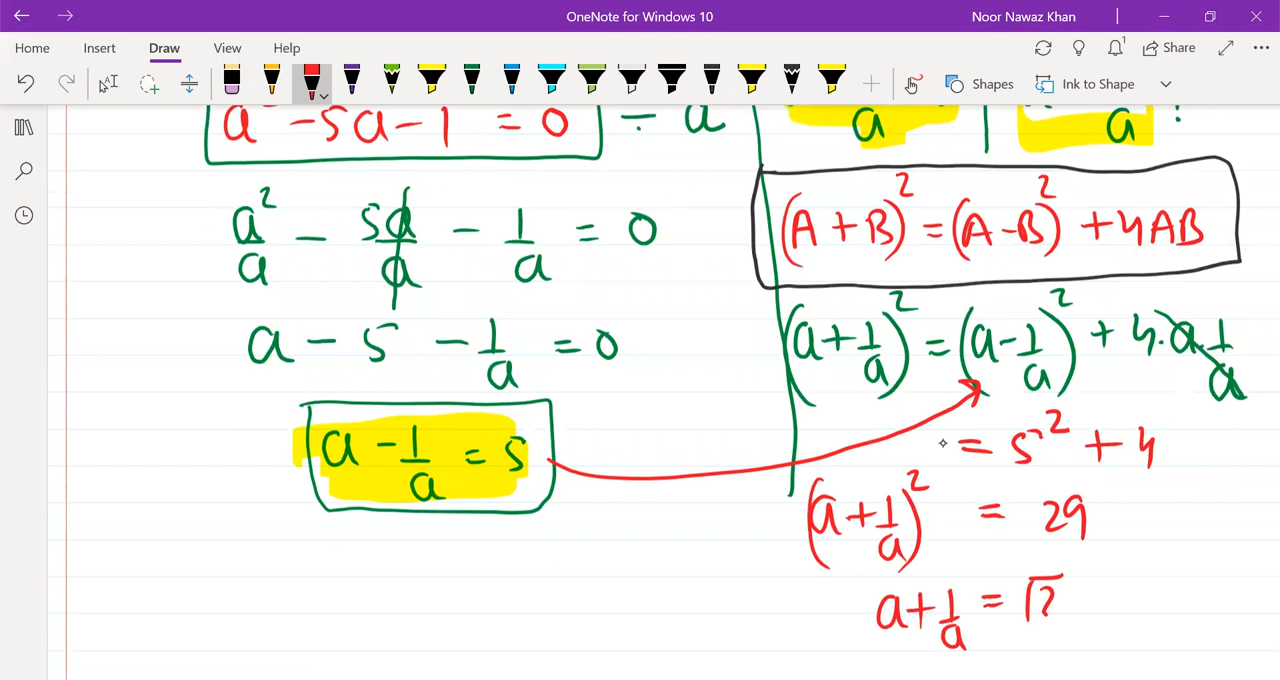 OneNote for Windows 10
Noor Nawaz Khan
Home Insert Draw View Help
1 Share
Shapes Ink to Shape
a² - 5a - 1 = 0 ÷ a
a
a
?
a²/a - 5a/a - 1/a = 0
a - 5 - 1/a = 0
a - 1/a = 5
(A + B)² = (A - B)² + 4AB
(a + 1/a)² = (a - 1/a)² + 4.a.1/a
= 5² + 4
(a + 1/a)² = 29
a + 1/a = √2